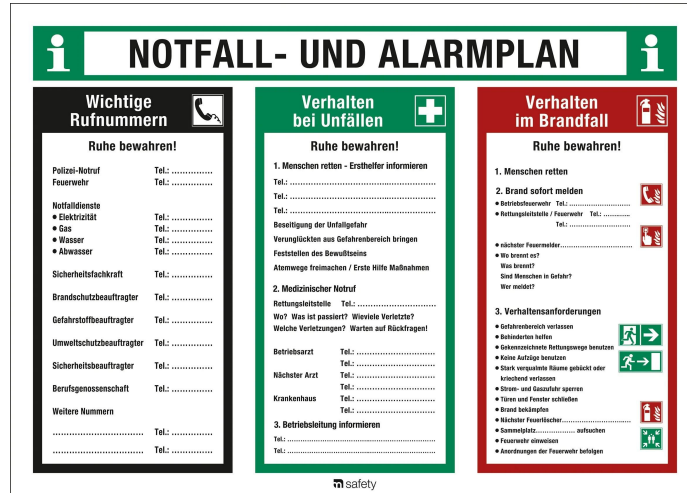 NOTFALL- UND ALARMPLAN
Wichtige
Rufnummern
Ruhe bewahren!
Polizei-Notruf Tel.: ..............
Feuerwehr Tel.: ..............
Notfalldienste
● Elektrizität Tel.: ..............
● Gas Tel.: ..............
● Wasser Tel.: ..............
● Abwasser Tel.: ..............
Sicherheitsfachkraft Tel.: ..............
Brandschutzbeauftragter Tel.: ..............
Gefahrstoffbeauftragter Tel.: ..............
Umweltschutzbeauftragter Tel.: ..............
Sicherheitsbeauftragter Tel.: ..............
Berufsgenossenschaft Tel.: ..............
Weitere Nummern
.............................. Tel.: ..............
.............................. Tel.: ..............
Verhalten
bei Unfällen
Ruhe bewahren!
1. Menschen retten - Ersthelfer informieren
Tel.: ..................................................
Tel.: ..................................................
Tel.: ..................................................
Beseitigung der Unfallgefahr
Verunglückten aus Gefahrenbereich bringen
Feststellen des Bewußtseins
Atemwege freimachen / Erste Hilfe Maßnahmen
2. Medizinischer Notruf
Rettungsleitstelle Tel.: ...........................
Wo? Was ist passiert? Wieviele Verletzte?
Welche Verletzungen? Warten auf Rückfragen!
Betriebsarzt Tel.: ...........................
Tel.: ...........................
Nächster Arzt Tel.: ...........................
Tel.: ...........................
Krankenhaus Tel.: ...........................
Tel.: ...........................
3. Betriebsleitung informieren
Tel.: ..................................................
Tel.: ..................................................
Verhalten
im Brandfall
Ruhe bewahren!
1. Menschen retten
2. Brand sofort melden
● Betriebsfeuerwehr Tel.: ..........................
● Rettungsleitstelle / Feuerwehr Tel.: ............
Tel.: ..........................
● nächster Feuermelder..............................
● Wo brennt es?
Was brennt?
Sind Menschen in Gefahr?
Wer meldet?
3. Verhaltensanforderungen
● Gefahrenbereich verlassen
● Behinderten helfen
● Gekennzeichnete Rettungswege benutzen
● Keine Aufzüge benutzen
● Stark verqualmte Räume gebückt oder
kriechend verlassen
● Strom- und Gaszufuhr sperren
● Türen und Fenster schließen
● Brand bekämpfen
● Nächster Feuerlöscher..............................
● Sammelplatz................. aufsuchen
● Feuerwehr einweisen
● Anordnungen der Feuerwehr befolgen
safety